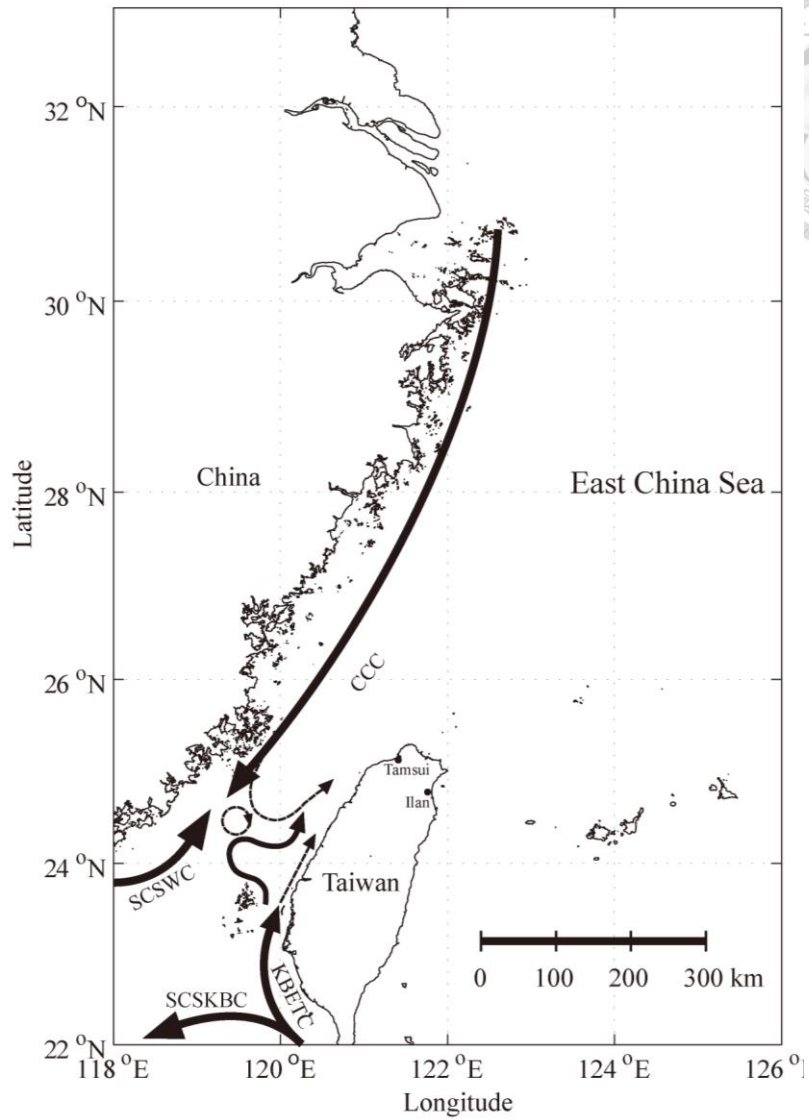 32 °N
30 °N
China
Latitude
East China Sea
28 °N
26 °N
CCC
Tamsui
Ilan
24 °N
SCSWC
Taiwan
SCSKBC
KBETC
0 100 200 300 km
22 °N
118 °E 120 °E 122 °E 124 °E 126 °E
Longitude